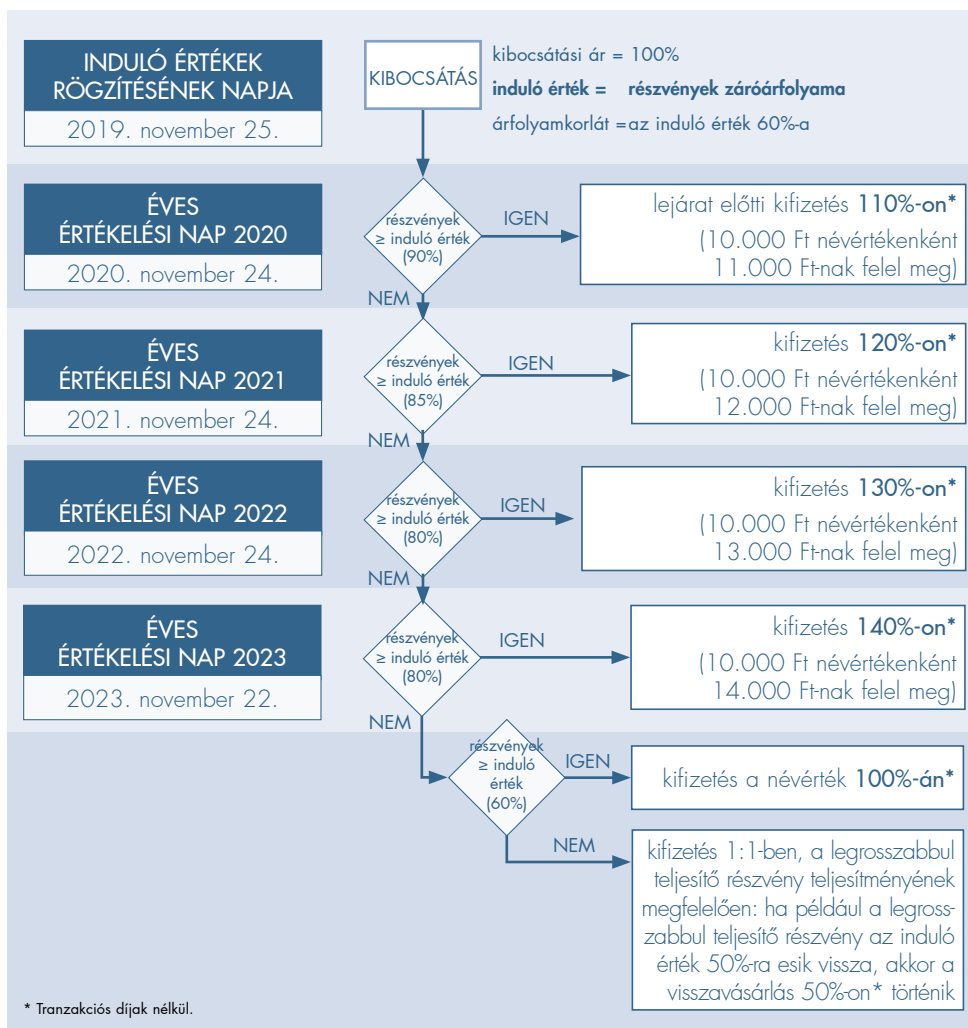 INDULÓ ÉRTÉKEK
RÖGZÍTÉSÉNEK NAPJA
2019. november 25.
KIBOCSÁTÁS
kibocsátási ár = 100%
induló érték = részvények záróárfolyama
árfolyamkorlát = az induló érték 60%-a
ÉVES
ÉRTÉKELÉSI NAP 2020
2020. november 24.
részvények
≥ induló érték
(90%)
IGEN
lejárat előtti kifizetés 110%-on*
(10.000 Ft névértékenként
11.000 Ft-nak felel meg)
NEM
ÉVES
ÉRTÉKELÉSI NAP 2021
2021. november 24.
részvények
≥ induló érték
(85%)
IGEN
kifizetés 120%-on*
(10.000 Ft névértékenként
12.000 Ft-nak felel meg)
NEM
ÉVES
ÉRTÉKELÉSI NAP 2022
2022. november 24.
részvények
≥ induló érték
(80%)
IGEN
kifizetés 130%-on*
(10.000 Ft névértékenként
13.000 Ft-nak felel meg)
NEM
ÉVES
ÉRTÉKELÉSI NAP 2023
2023. november 22.
részvények
≥ induló érték
(80%)
IGEN
kifizetés 140%-on*
(10.000 Ft névértékenként
14.000 Ft-nak felel meg)
NEM
részvények
≥ induló
érték
(60%)
IGEN
kifizetés a névérték 100%-án*
NEM
kifizetés 1:1-ben, a legrosszabbul
teljesítő részvény teljesítményének
megfelelően: ha például a legrosz-
szabbul teljesítő részvény az induló
érték 50%-ra esik vissza, akkor a
visszavásárlás 50%-on* történik
* Tranzakciós díjak nélkül.